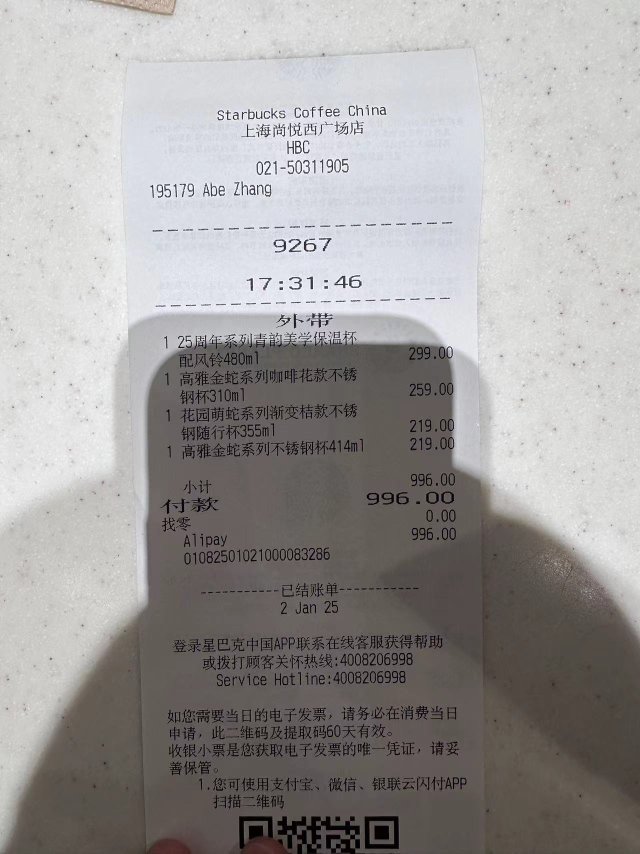 Starbucks Coffee China
上海尚悦西广场店
HBC
021-50311905
195179 Abe Zhang
9267
17:31:46
外带
1 25周年系列青韵美学保温杯
配风铃480ml 299.00
1 高雅金蛇系列咖啡花款不锈
钢杯310ml 259.00
1 花园萌蛇系列渐变桔款不锈
钢随行杯355ml 219.00
1 高雅金蛇系列不锈钢杯414ml 219.00
小计 996.00
付款 996.00
找零 0.00
Alipay 996.00
01082501021000083286
-----------已结账单-----------
2 Jan 25
登录星巴克中国APP联系在线客服获得帮助
或拨打顾客关怀热线:4008206998
Service Hotline:4008206998
如您需要当日的电子发票，请务必在消费当日
申请，此二维码及提取码60天有效。
收银小票是您获取电子发票的唯一凭证，请妥
善保管。
1.您可使用支付宝、微信、银联云闪付APP
扫描二维码